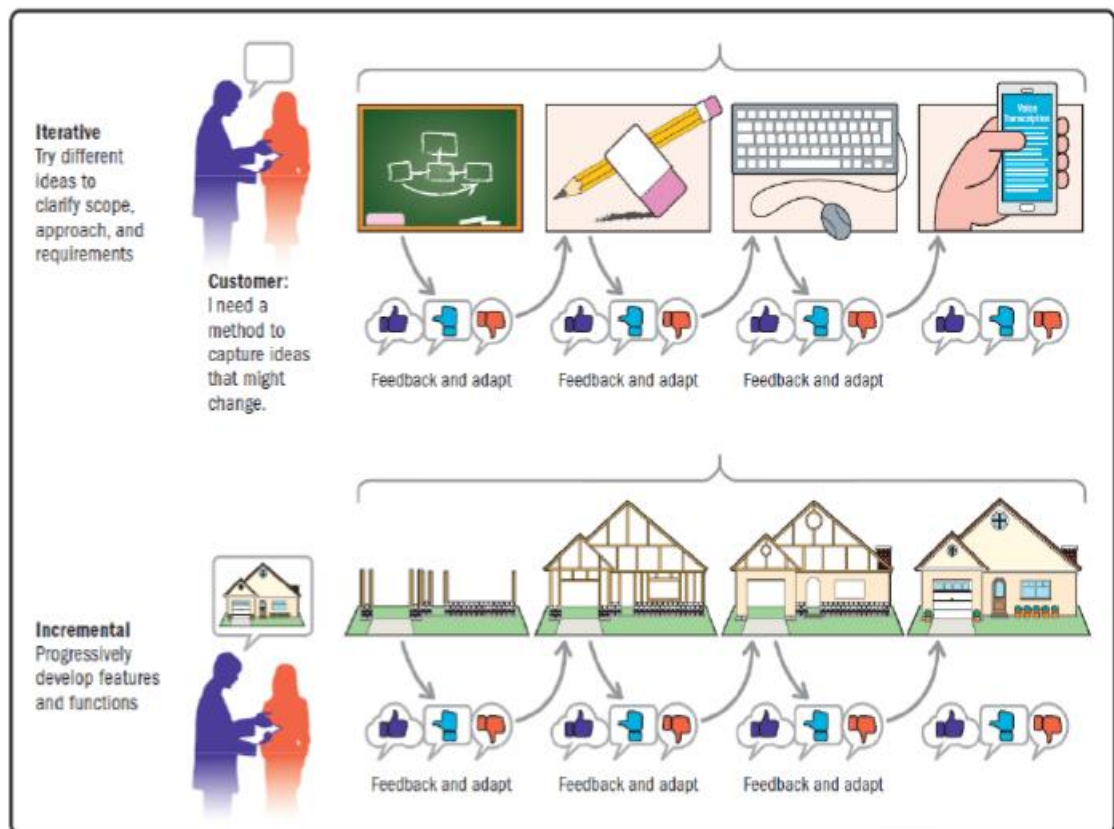 Iterative
Try different
ideas to
clarify scope,
approach, and
requirements
Customer:
I need a
method to
capture ideas
that might
change.
Voice
Transcription
Feedback and adapt
Feedback and adapt
Feedback and adapt
Incremental
Progressively
develop features
and functions
Feedback and adapt
Feedback and adapt
Feedback and adapt